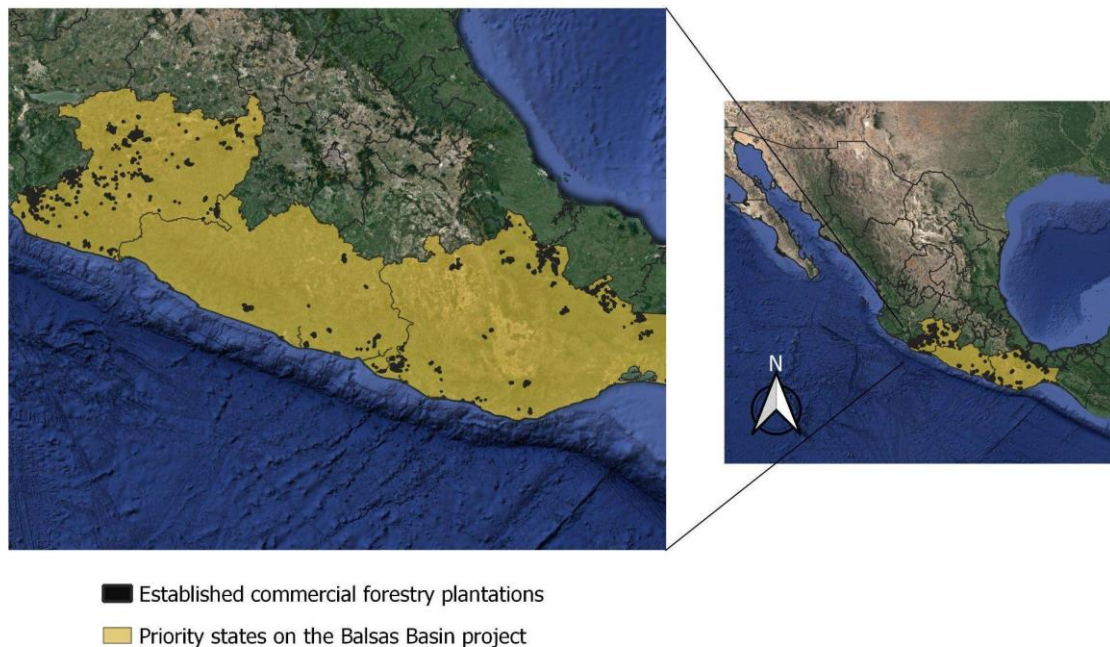 N
Established commercial forestry plantations
Priority states on the Balsas Basin project